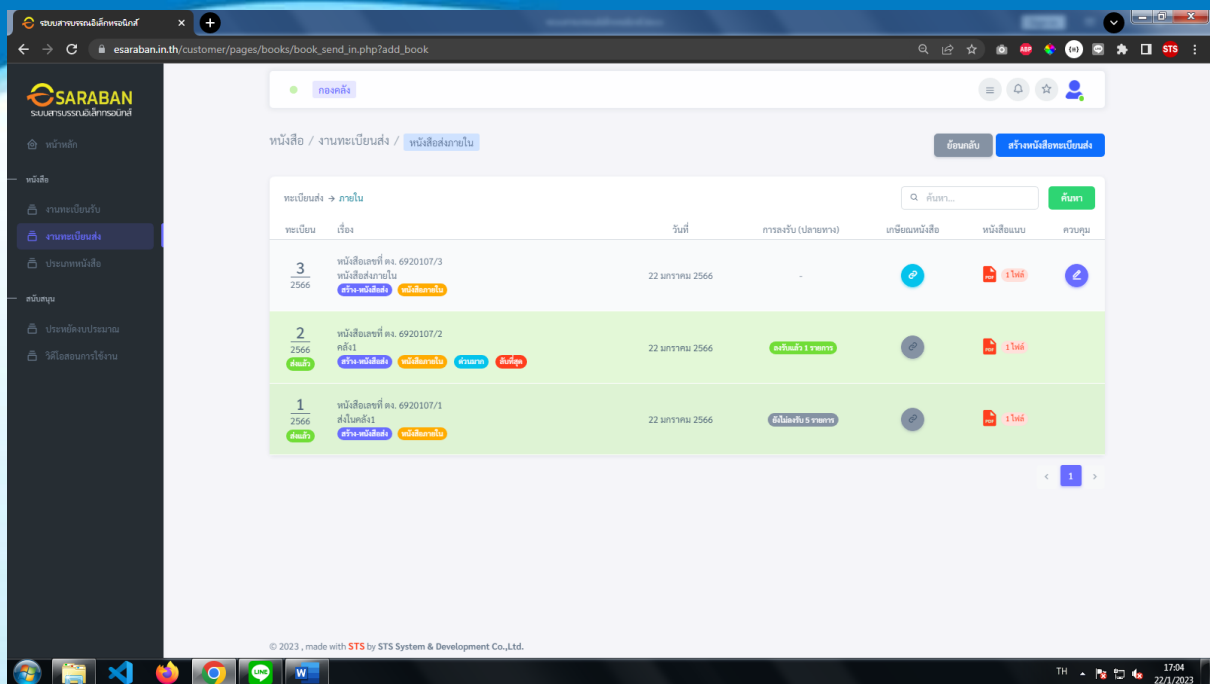 ระบบสารบรรณอิเล็กทรอนิกส์
esaraban.in.th/customer/pages/books/book_send_in.php?add_book
ABP
STS
SARABAN
ระบบสารบรรณอิเล็กทรอนิกส์
กองคลัง
หน้าหลัก
หนังสือ / งานทะเบียนส่ง / หนังสือส่งภายใน
ย้อนกลับ
สร้างหนังสือทะเบียนส่ง
หนังสือ
งานทะเบียนรับ
งานทะเบียนส่ง
ประเภทหนังสือ
สนับสนุน
ประหยัดงบประมาณ
วิดีโอสอนการใช้งาน
ทะเบียนส่ง → ภายใน
ค้นหา...
ค้นหา
ทะเบียน เรื่อง วันที่ การลงรับ (ปลายทาง) เกษียณหนังสือ หนังสือแนบ ควบคุม
3
2566
หนังสือเลขที่ ตง. 6920107/3
หนังสือส่งภายใน
สร้าง-หนังสือส่ง หนังสือภายใน
22 มกราคม 2566
-
PDF 1 ไฟล์
2
2566
ส่งแล้ว
หนังสือเลขที่ ตง. 6920107/2
คลัง1
สร้าง-หนังสือส่ง หนังสือภายใน ด่วนมาก ลับที่สุด
22 มกราคม 2566
ลงรับแล้ว 1 รายการ
PDF 1 ไฟล์
1
2566
ส่งแล้ว
หนังสือเลขที่ ตง. 6920107/1
ส่งในคลัง1
สร้าง-หนังสือส่ง หนังสือภายใน
22 มกราคม 2566
ยังไม่ลงรับ 5 รายการ
PDF 1 ไฟล์
1
© 2023 , made with STS by STS System & Development Co.,Ltd.
LINE
W
TH
17:04
22/1/2023